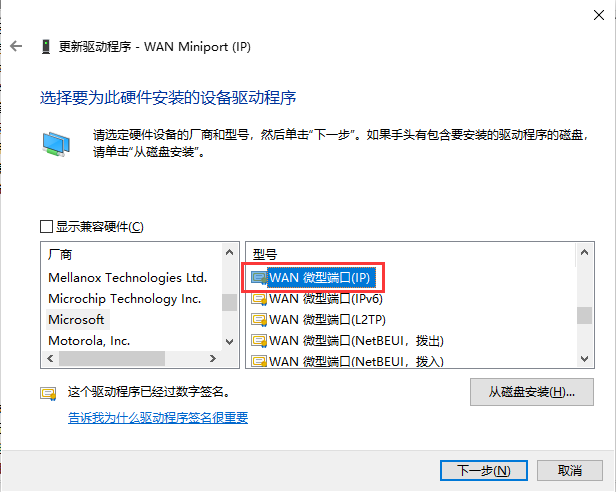 更新驱动程序 - WAN Miniport (IP)
选择要为此硬件安装的设备驱动程序
请选定硬件设备的厂商和型号，然后单击“下一步”。如果手头有包含要安装的驱动程序的磁盘，
请单击“从磁盘安装”。
显示兼容硬件(C)
厂商
Mellanox Technologies Ltd.
Microchip Technology Inc.
Microsoft
Motorola, Inc.
型号
WAN 微型端口(IP)
WAN 微型端口(IPv6)
WAN 微型端口(L2TP)
WAN 微型端口(NetBEUI，拨出)
WAN 微型端口(NetBEUI，拨入)
这个驱动程序已经过数字签名。
告诉我为什么驱动程序签名很重要
从磁盘安装(H)...
下一步(N)
取消